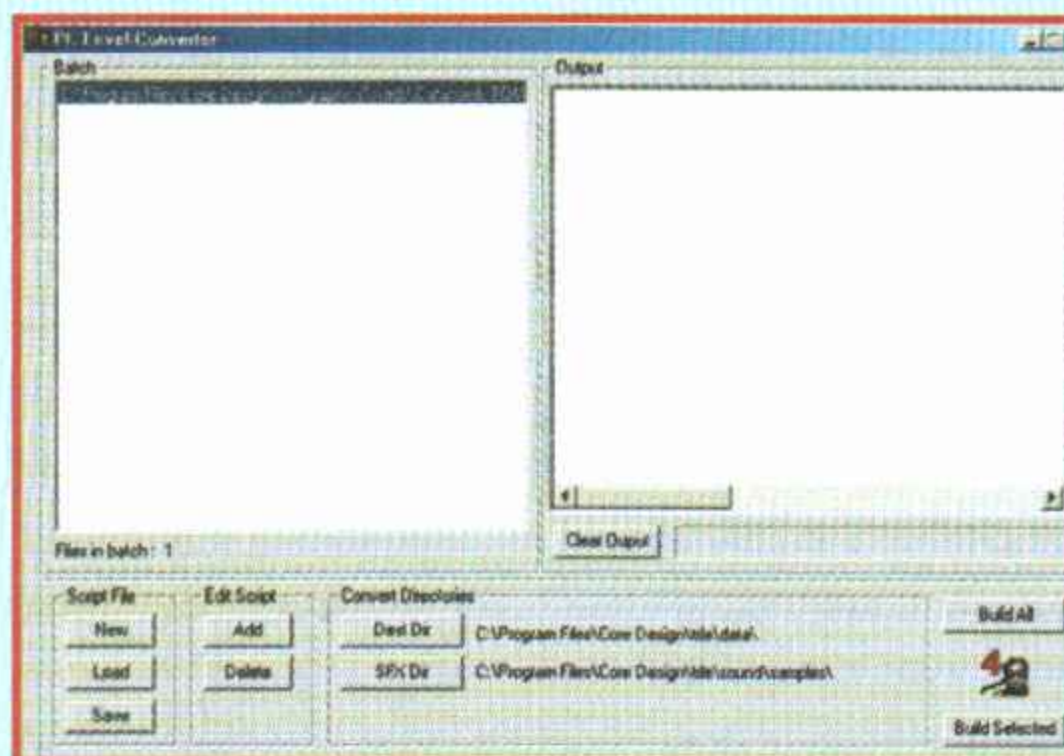 Level Converter
Batch
Output
Files in batch : 1
Clear Output
Script File
Edit Script
Convert Directories
New
Add
Dest Dir
C:\Program Files\Core Design\trle\data\
Build All
Load
Delete
SFX Dir
C:\Program Files\Core Design\trle\sound\samples\
4
Save
Build Selected